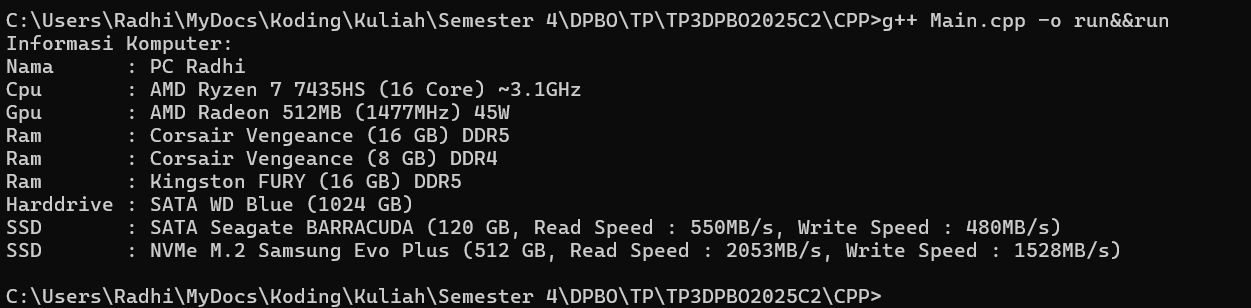 C:\Users\Radhi\MyDocs\Koding\Kuliah\Semester 4\DPBO\TP\TP3DPBO2025C2\CPP>g++ Main.cpp -o run&&run
Informasi Komputer:
Nama      : PC Radhi
Cpu       : AMD Ryzen 7 7435HS (16 Core) ~3.1GHz
Gpu       : AMD Radeon 512MB (1477MHz) 45W
Ram       : Corsair Vengeance (16 GB) DDR5
Ram       : Corsair Vengeance (8 GB) DDR4
Ram       : Kingston FURY (16 GB) DDR5
Harddrive : SATA WD Blue (1024 GB)
SSD       : SATA Seagate BARRACUDA (120 GB, Read Speed : 550MB/s, Write Speed : 480MB/s)
SSD       : NVMe M.2 Samsung Evo Plus (512 GB, Read Speed : 2053MB/s, Write Speed : 1528MB/s)
C:\Users\Radhi\MyDocs\Koding\Kuliah\Semester 4\DPBO\TP\TP3DPBO2025C2\CPP>